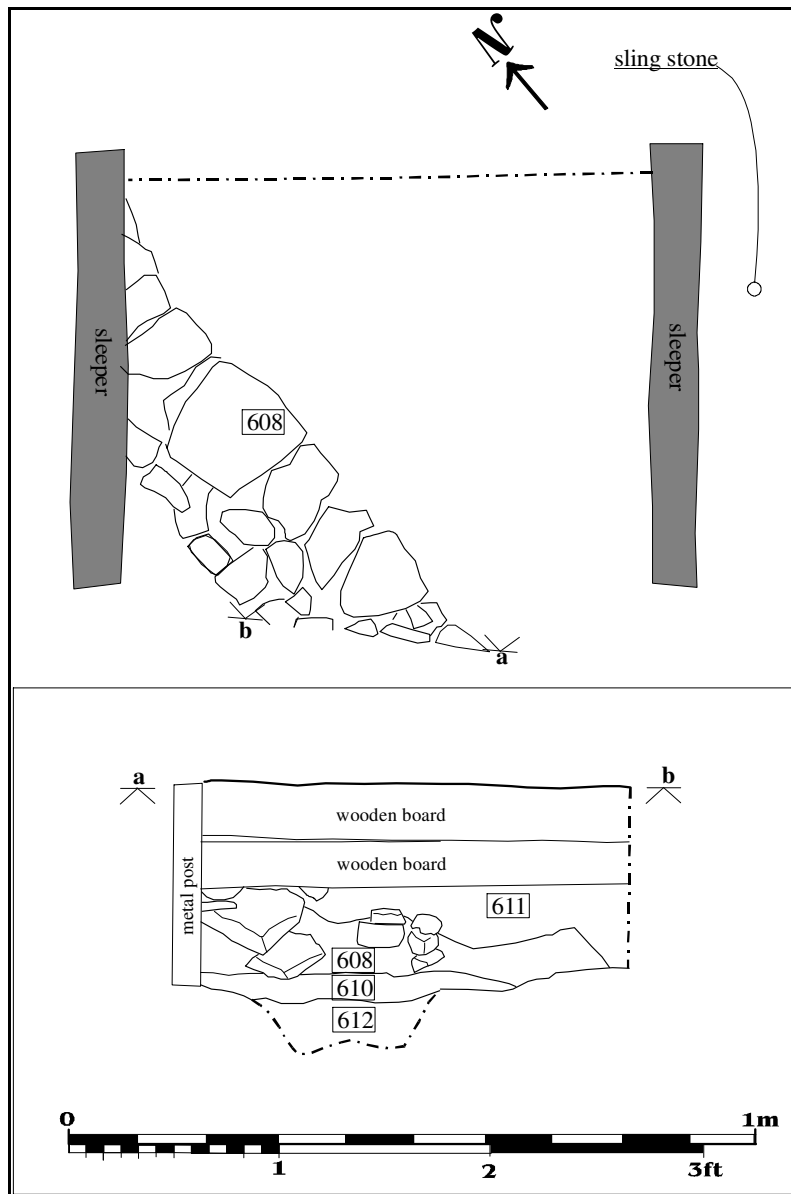 N
sling stone
sleeper
sleeper
608
b
a
a
b
wooden board
wooden board
metal post
611
608
610
612
0
1m
1
2
3ft